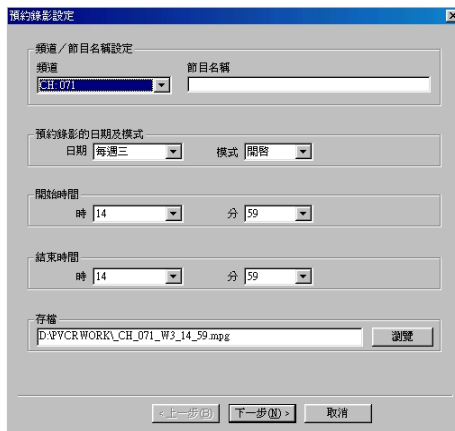 預約錄影設定
頻道／節目名稱設定
頻道 節目名稱
CH: 071
預約錄影的日期及模式
日期 每週三 模式 開啓
開始時間
時 14 分 59
結束時間
時 14 分 59
存檔
D:\PVCRWORK\_CH_071_W3_14_59.mpg 瀏覽
<上一步(B) 下一步(N) > 取消